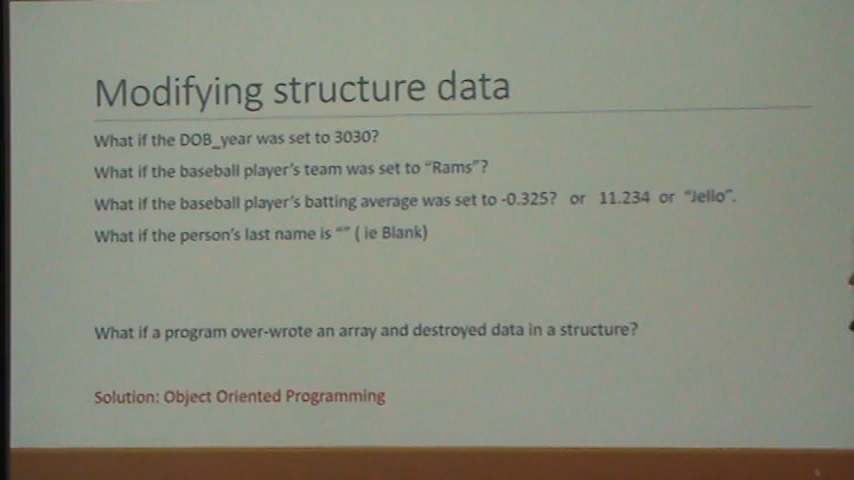 Modifying structure data
What if the DOB_year was set to 3030?
What if the baseball player's team was set to “Rams”?
What if the baseball player's batting average was set to -0.325? or 11.234 or “Jello”.
What if the person's last name is “” ( ie Blank)
What if a program over-wrote an array and destroyed data in a structure?
Solution: Object Oriented Programming